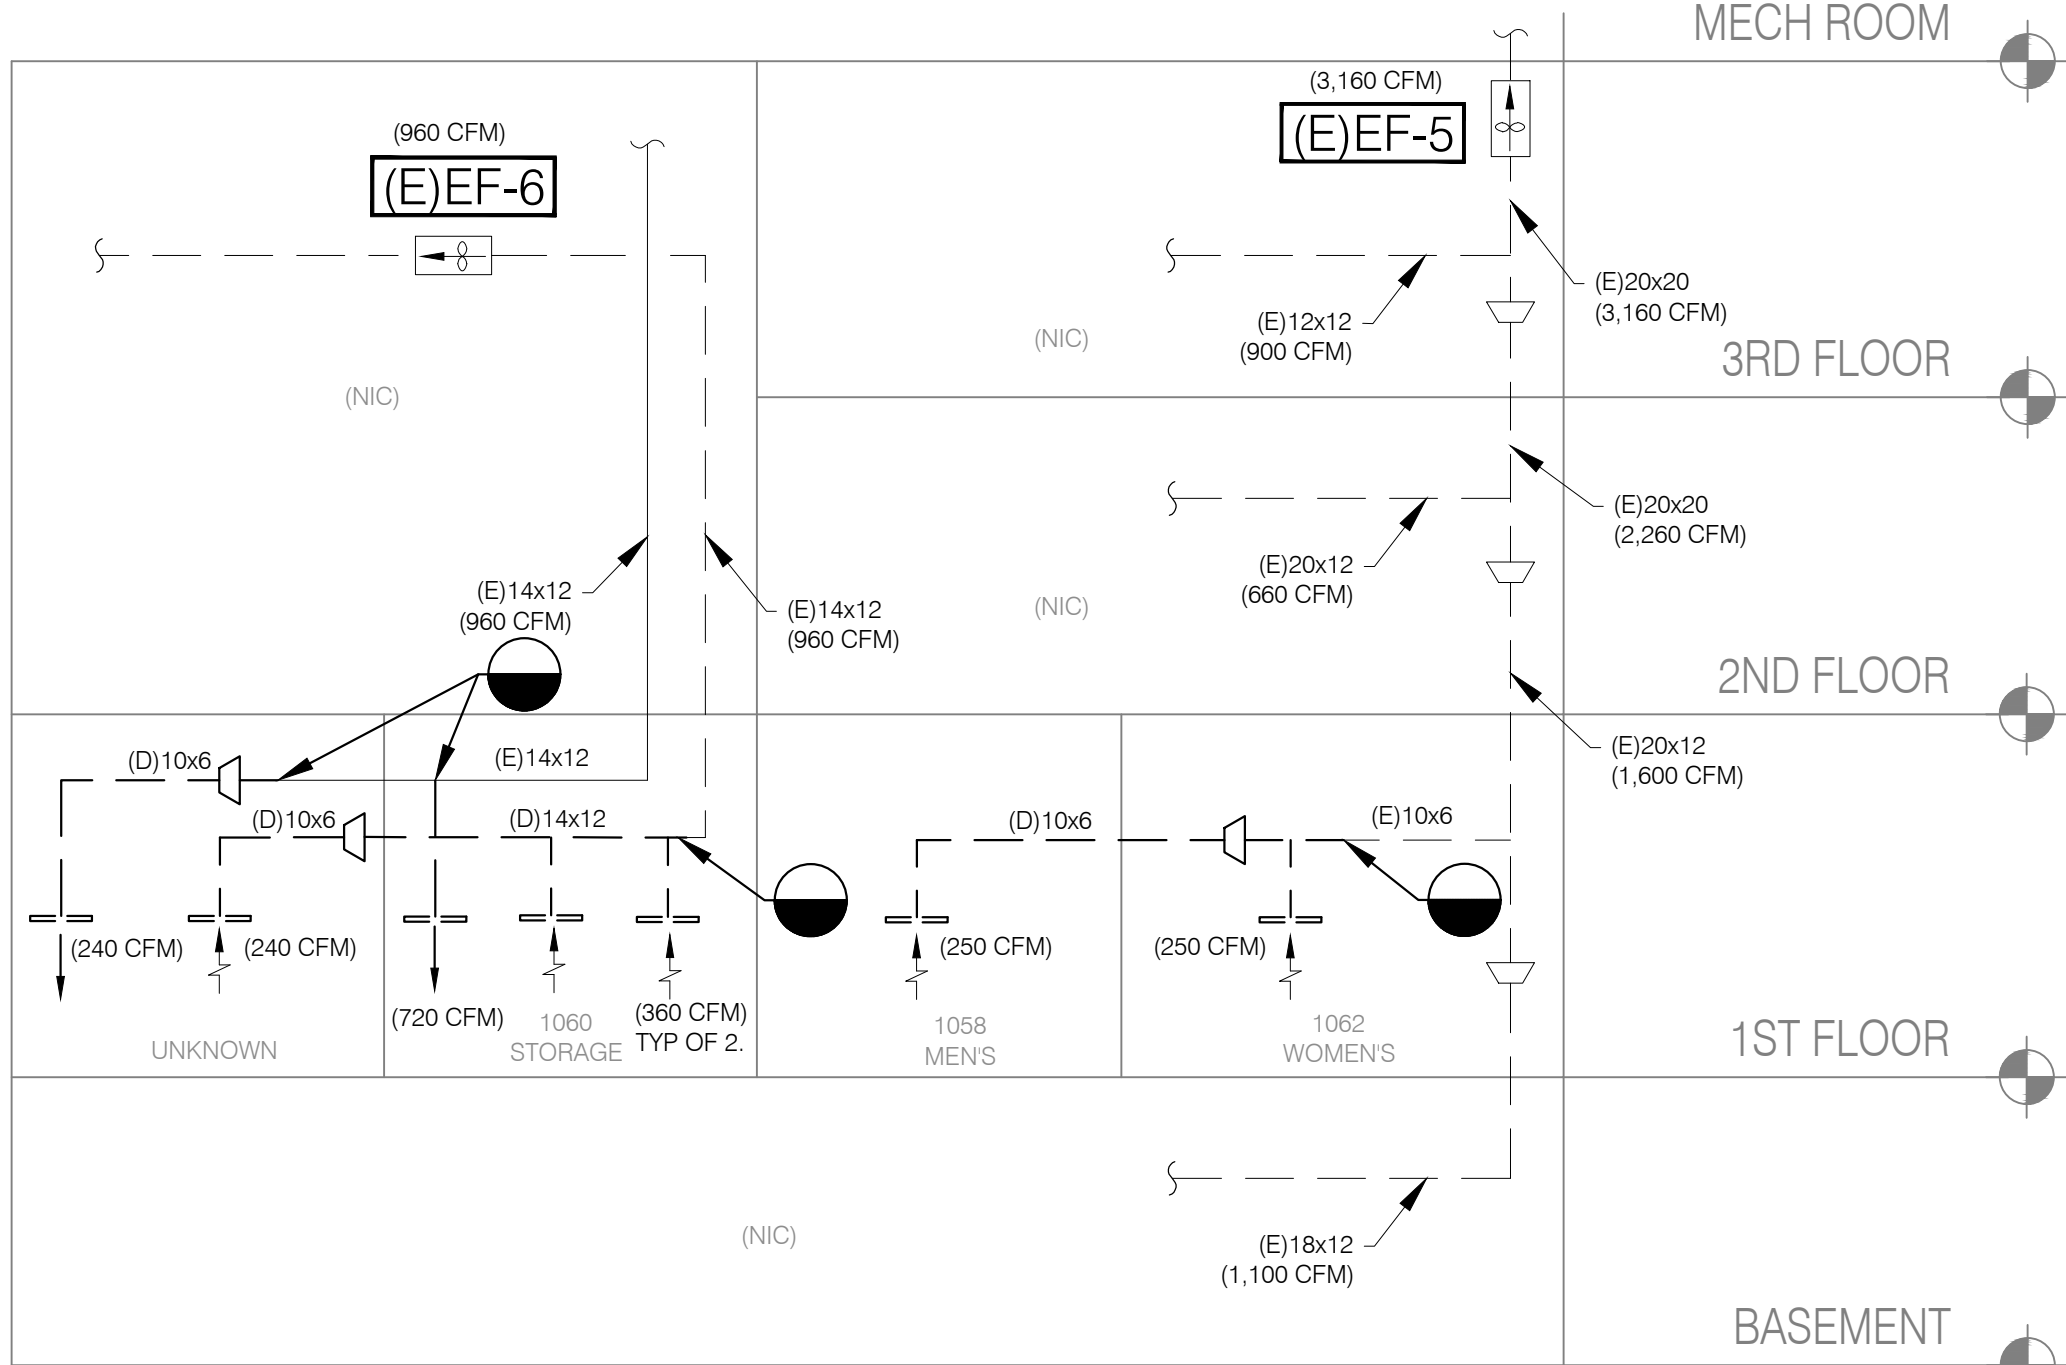 MECH ROOM
(3,160 CFM)
(E)EF-5
(960 CFM)
(E)EF-6
(E)20x20
(3,160 CFM)
(E)12x12
(900 CFM)
(NIC)
3RD FLOOR
(NIC)
(E)20x20
(2,260 CFM)
(E)20x12
(660 CFM)
(NIC)
(E)14x12
(960 CFM)
(E)14x12
(960 CFM)
2ND FLOOR
(E)20x12
(1,600 CFM)
(D)10x6
(E)14x12
(D)10x6
(D)14x12
(D)10x6
(E)10x6
(240 CFM)
(240 CFM)
(250 CFM)
(250 CFM)
(720 CFM)
(360 CFM)
TYP OF 2.
1060
STORAGE
UNKNOWN
1058
MEN'S
1062
WOMEN'S
1ST FLOOR
(NIC)
(E)18x12
(1,100 CFM)
BASEMENT